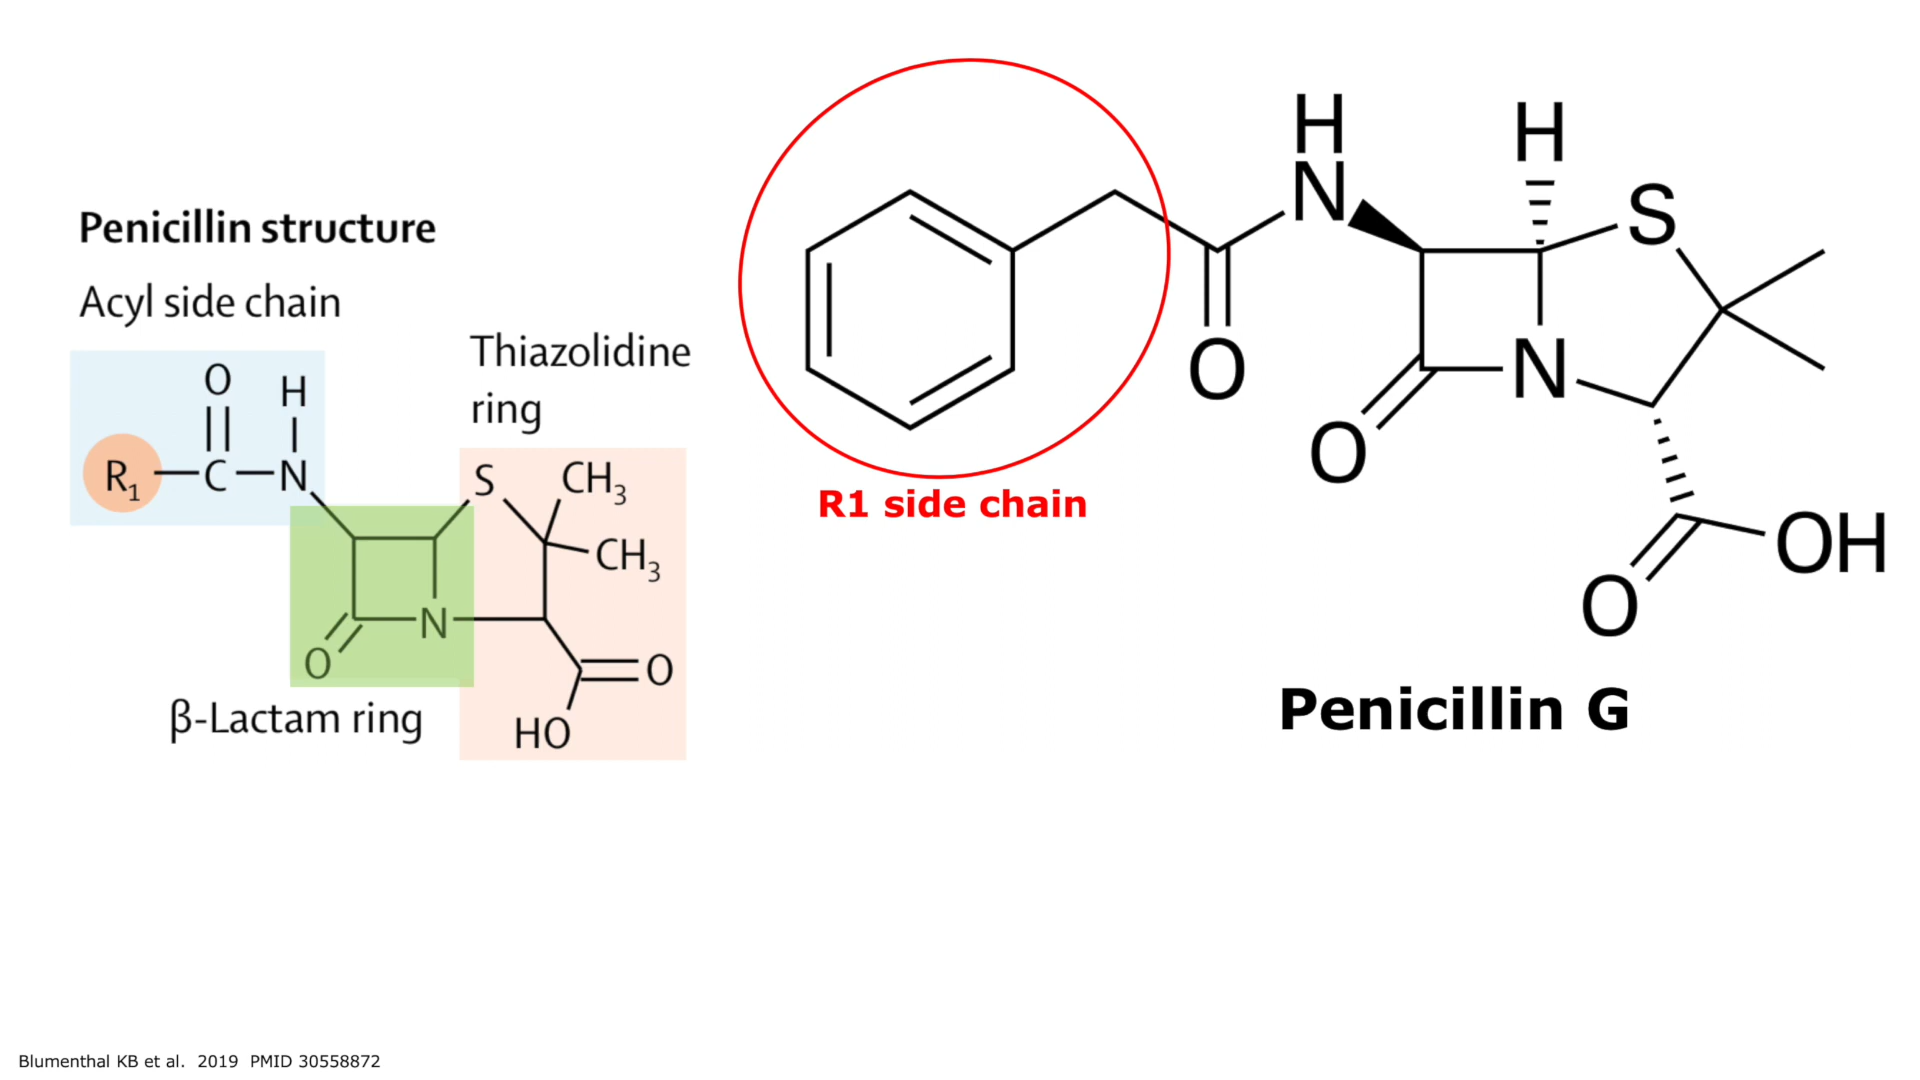 Penicillin structure
Acyl side chain
Thiazolidine
ring
O H
R1 C N
S CH3
CH3
N
O
O
HO
β-Lactam ring
H
N
H
S
O
N
O
OH
O
R1 side chain
Penicillin G
Blumenthal KB et al. 2019 PMID 30558872